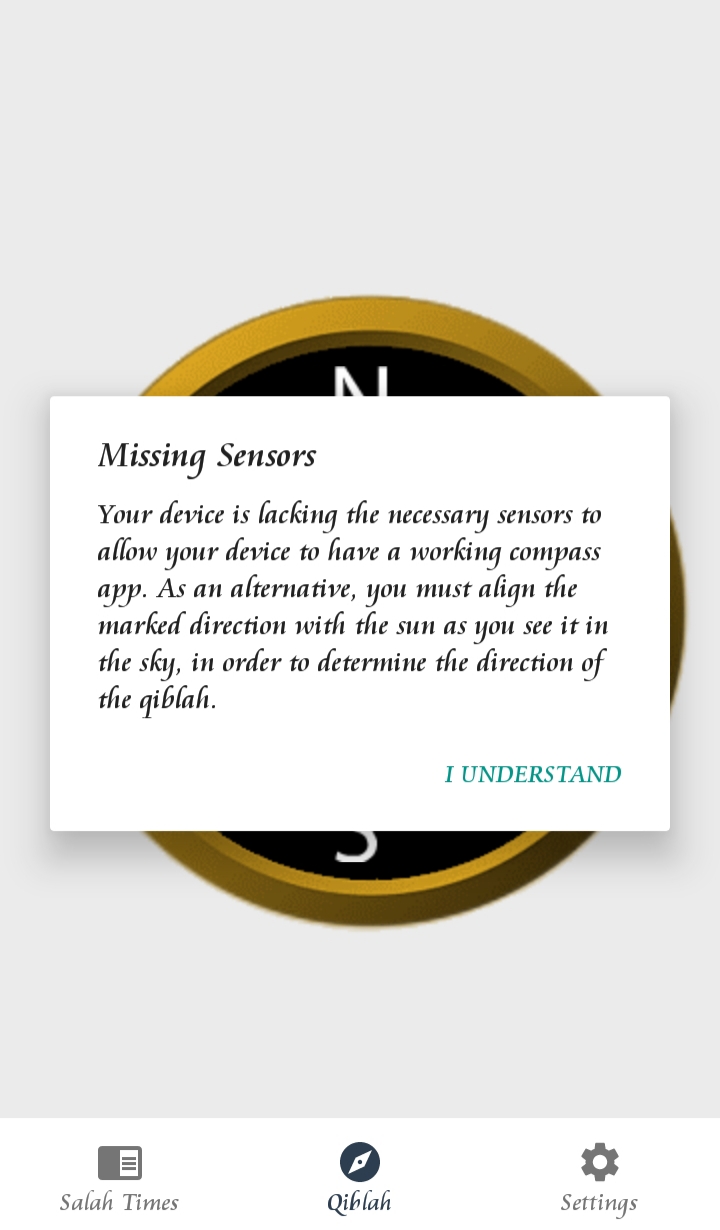 N
Missing Sensors
Your device is lacking the necessary sensors to
allow your device to have a working compass
app. As an alternative, you must align the
marked direction with the sun as you see it in
the sky, in order to determine the direction of
the qiblah.
I UNDERSTAND
S
Salah Times
Qiblah
Settings